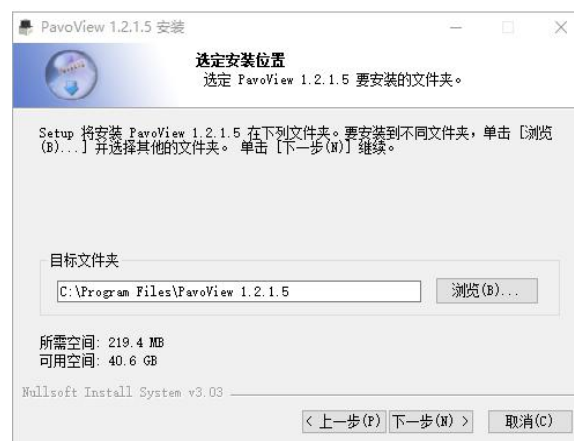 PavoView 1.2.1.5 安装
选定安装位置
选定 PavoView 1.2.1.5 要安装的文件夹。
Setup 将安装 PavoView 1.2.1.5 在下列文件夹。要安装到不同文件夹，单击 [浏览
(B)...] 并选择其他的文件夹。 单击 [下一步(N)] 继续。
目标文件夹
C:\Program Files\PavoView 1.2.1.5
浏览(B)...
所需空间: 219.4 MB
可用空间: 40.6 GB
Nullsoft Install System v3.03
< 上一步(P) 下一步(N) > 取消(C)